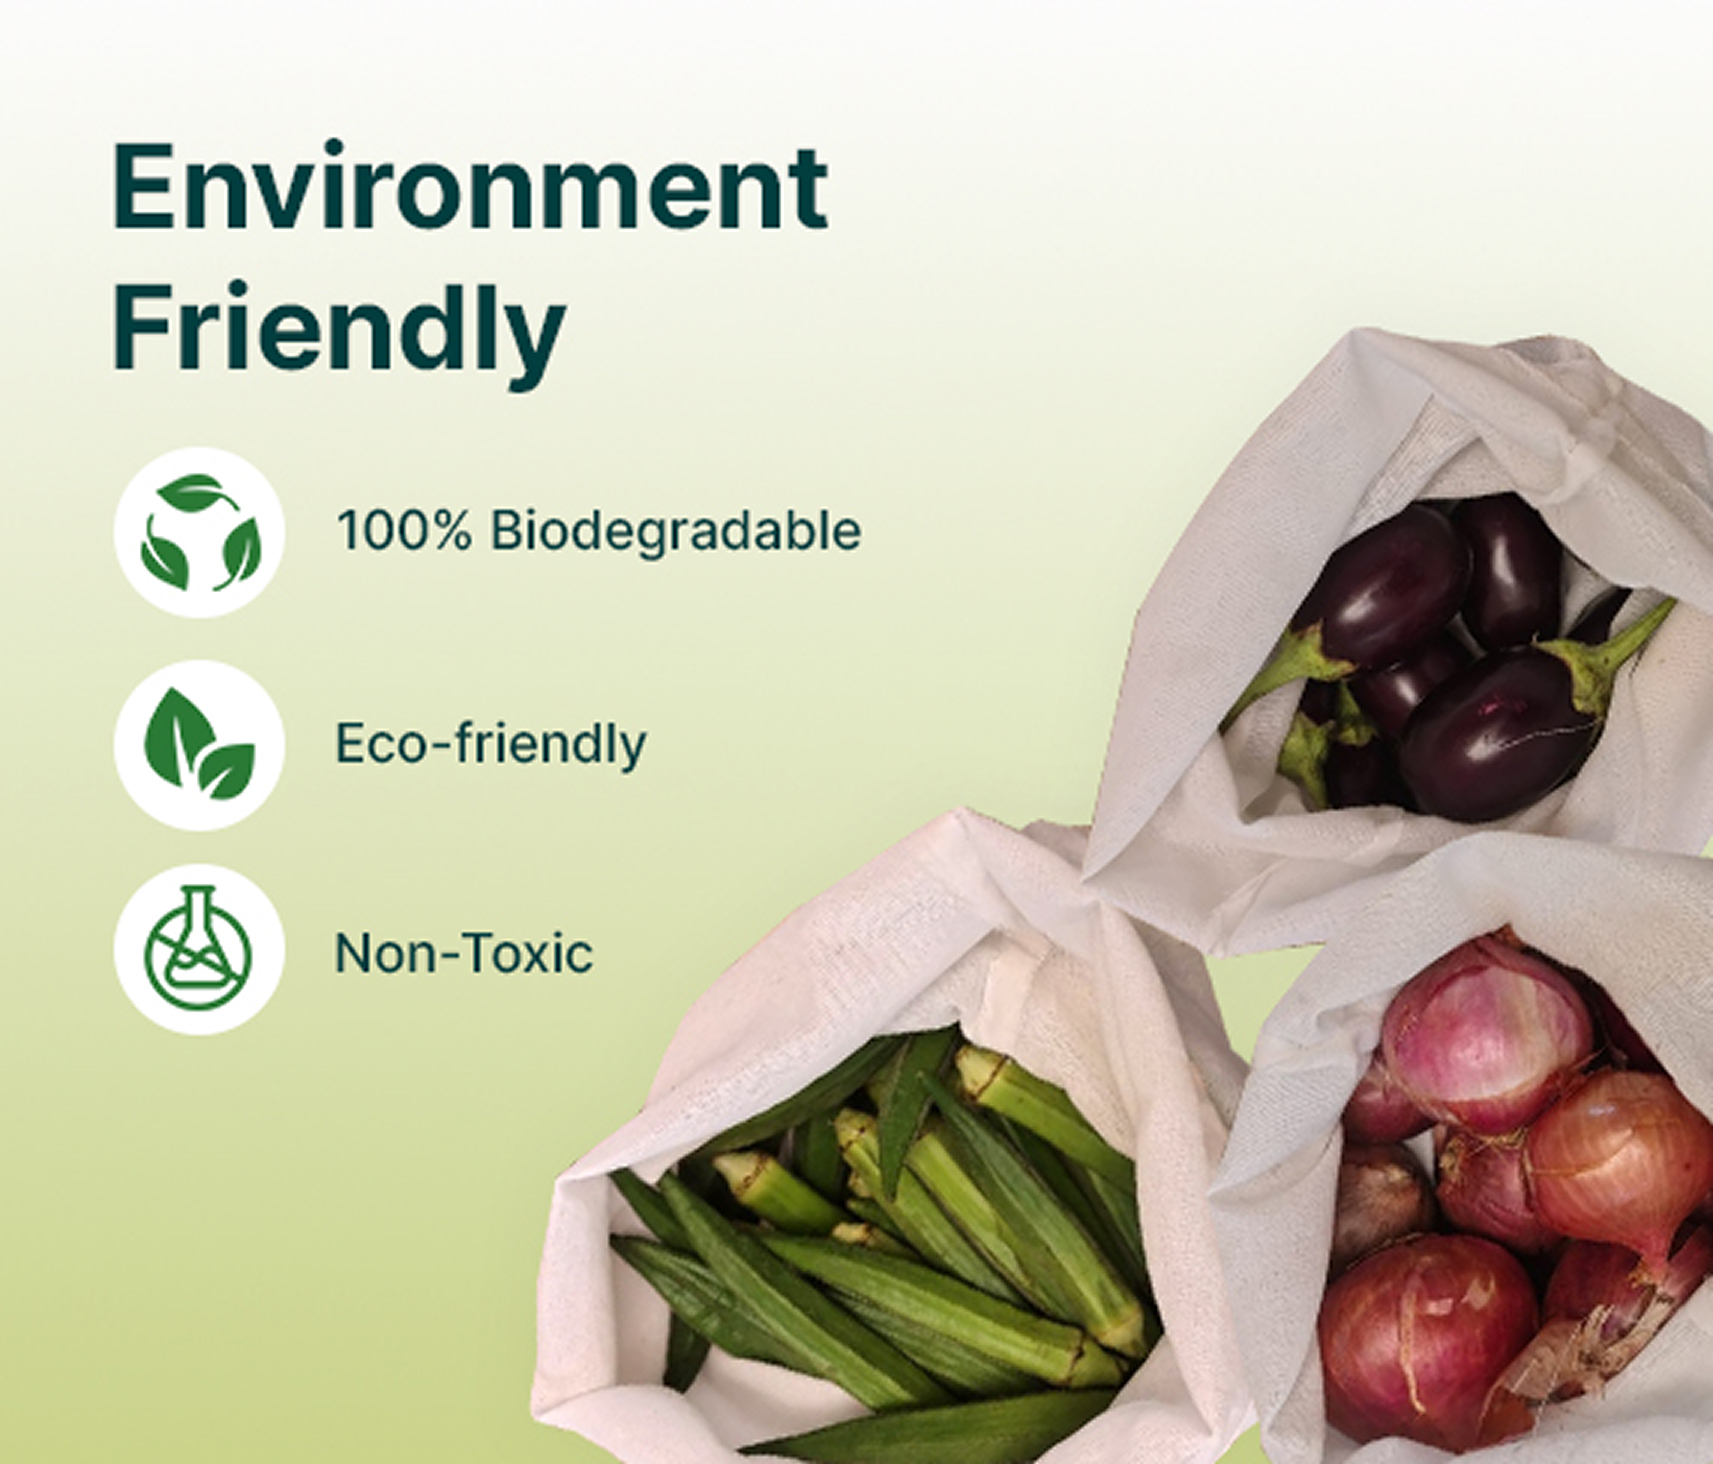 Environment
Friendly
100% Biodegradable
Eco-friendly
Non-Toxic